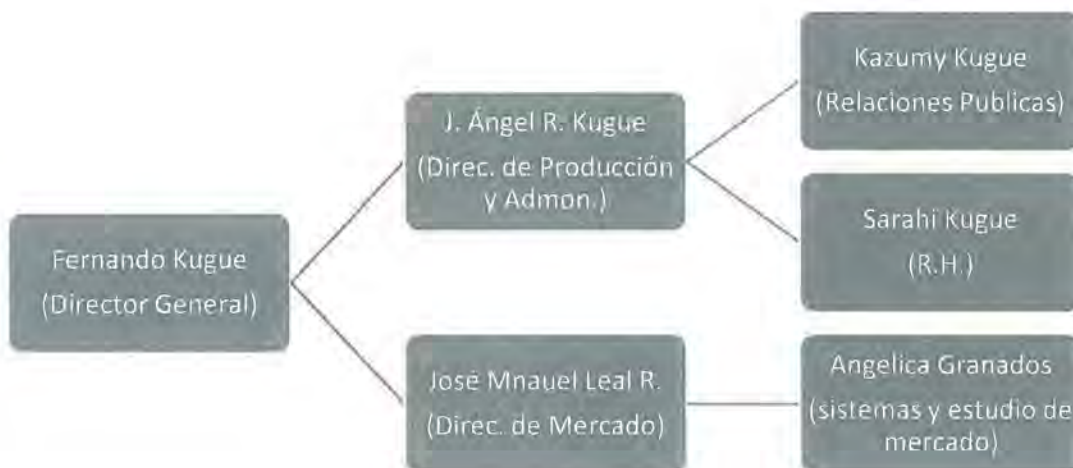 Fernando Kugue
(Director General)
J. Ángel R. Kugue
(Direc. de Producción
y Admon.)
José Mnauel Leal R.
(Direc. de Mercado)
Kazumy Kugue
(Relaciones Publicas)
Sarahi Kugue
(R.H.)
Angelica Granados
(sistemas y estudio de
mercado)